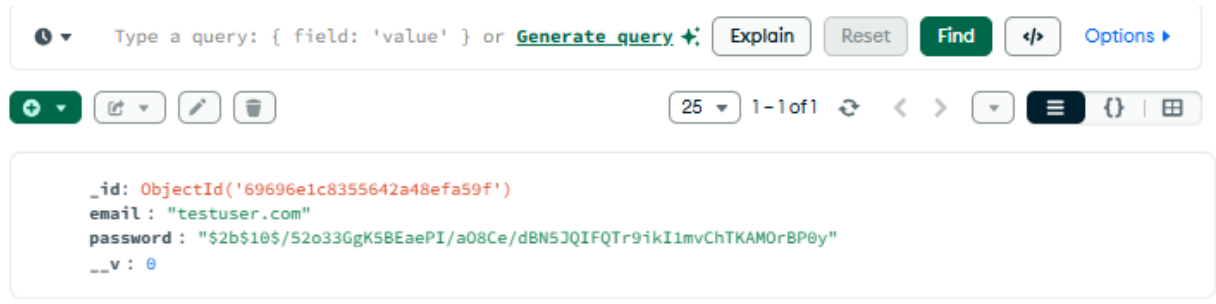 Type a query: { field: 'value' } or Generate query Explain Reset Find </> Options
25 1–1 of 1 {}
_id: ObjectId('69696e1c8355642a48efa59f')
email : "testuser.com"
password : "$2b$10$/52o33GgK5BEaePI/aO8Ce/dBN5JQIFQTr9ikI1mvChTKAMOrBP0y"
__v : 0